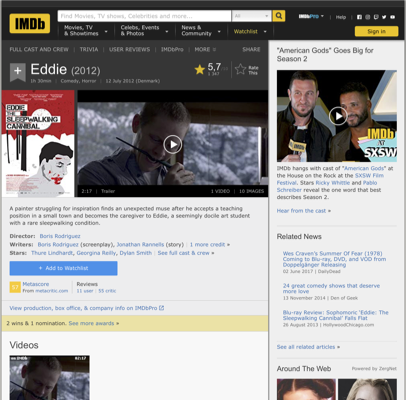 IMDb
Find Movies, TV shows, Celebrities and more...
All
IMDbPro
Help
Movies, TV
& Showtimes
Celebs, Events
& Photos
News &
Community
Watchlist
Sign in
FULL CAST AND CREW | TRIVIA | USER REVIEWS | IMDbPro | MORE
SHARE
Eddie (2012)
1h 30min | Comedy, Horror | 12 July 2012 (Denmark)
5,7
Rate
This
EDDIE
THE
SLEEPWALKING
CANNIBAL
2:17 | Trailer
1 VIDEO | 10 IMAGES
A painter struggling for inspiration finds an unexpected muse after he accepts a teaching
position in a small town and becomes the caregiver to Eddie, a seemingly docile art student
with a rare sleepwalking condition.
Director: Boris Rodriguez
Writers: Boris Rodriguez (screenplay), Jonathan Rannells (story) | 1 more credit »
Stars: Thure Lindhardt, Georgina Reilly, Dylan Smith | See full cast & crew »
+ Add to Watchlist
Metascore
From metacritic.com
Reviews
11 user | 55 critic
View production, box office, & company info on IMDbPro
2 wins & 1 nomination. See more awards »
Videos
02:17
"American Gods" Goes Big for
Season 2
IMDb
at
SXSW
IMDb hangs with cast of "American Gods" at
the House on the Rock at the SXSW Film
Festival. Stars Ricky Whittle and Pablo
Schreiber reveal the one word that best
describes Season 2.
Hear from the cast »
Related News
Wes Craven's Summer Of Fear (1978)
Coming to Blu-ray, DVD, and VOD from
Doppelgänger Releasing
02 June 2017 | DailyDead
24 great comedy shows that deserve
more love
13 November 2014 | Den of Geek
Blu-ray Review: Sophomoric 'Eddie: The
Sleepwalking Cannibal' Falls Flat
26 August 2013 | HollywoodChicago.com
See all related articles »
Around The Web
Powered by ZergNet